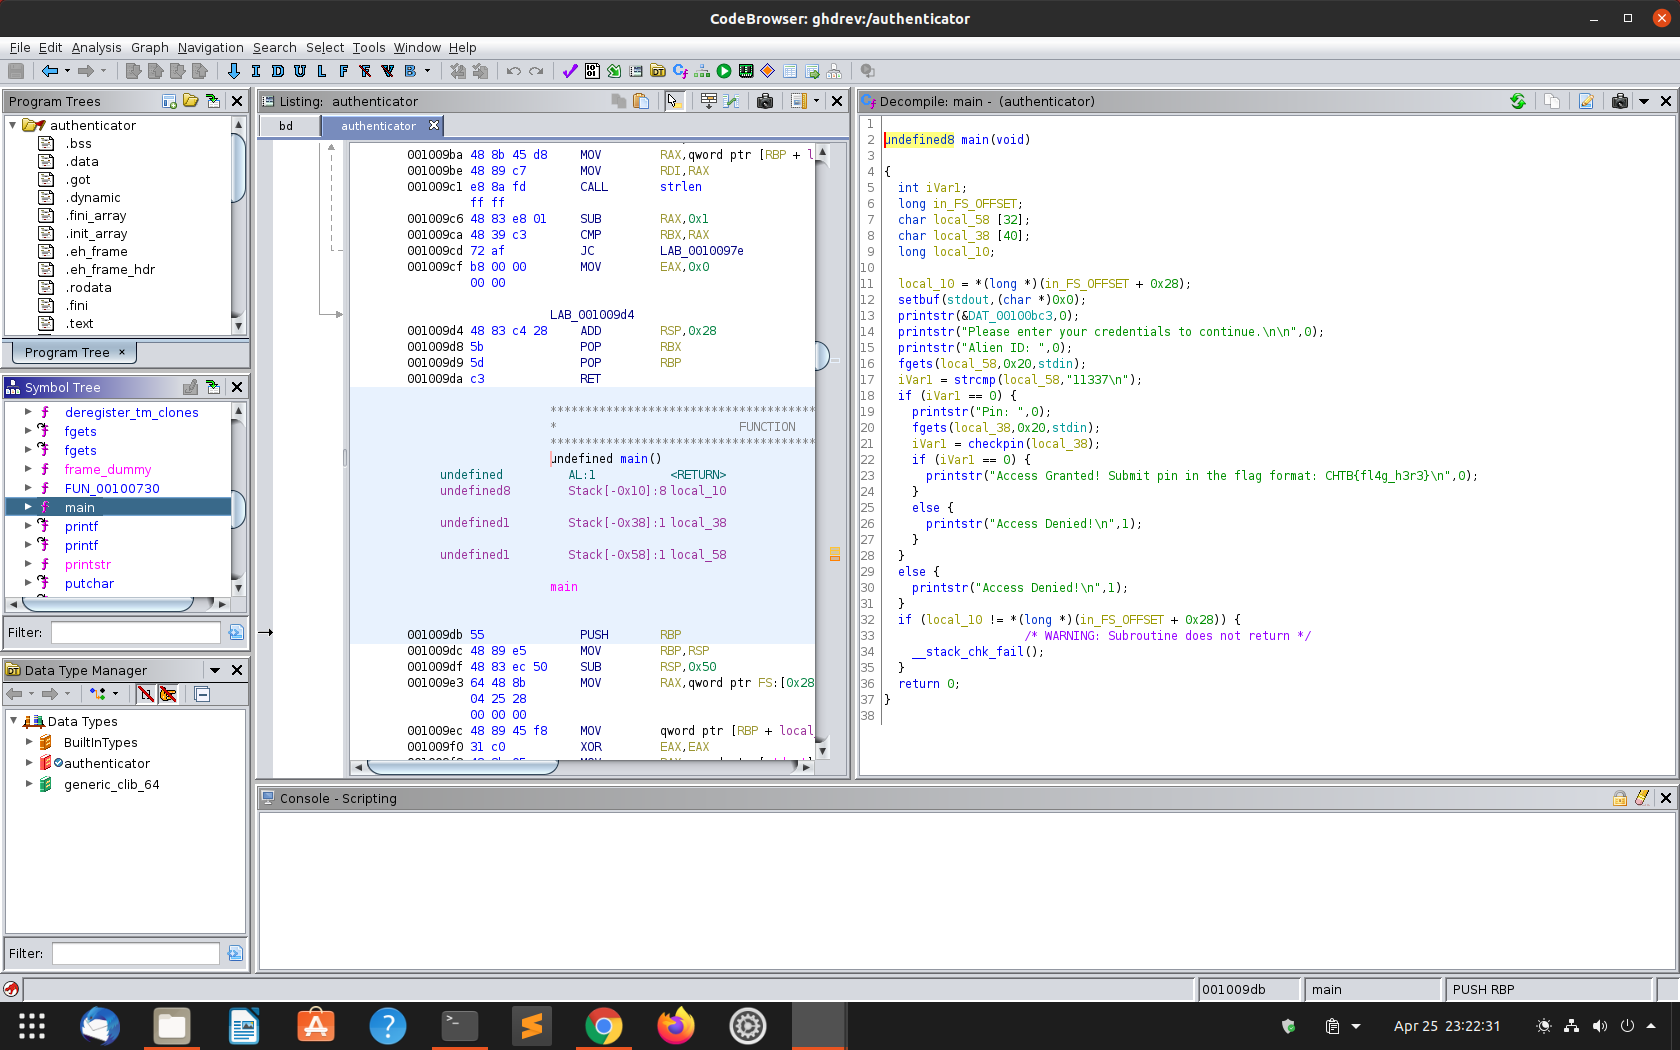 CodeBrowser: ghdrev:/authenticator
File Edit Analysis Graph Navigation Search Select Tools Window Help
I D U L F F V B
Program Trees
authenticator
.bss
.data
.got
.dynamic
.fini_array
.init_array
.eh_frame
.eh_frame_hdr
.rodata
.fini
.text
Program Tree ×
Symbol Tree
deregister_tm_clones
fgets
fgets
frame_dummy
FUN_00100730
main
printf
printf
printstr
putchar
Filter:
Data Type Manager
Data Types
BuiltInTypes
authenticator
generic_clib_64
Filter:
Listing: authenticator
bd
authenticator
001009ba 48 8b 45 d8 MOV RAX,qword ptr [RBP + l
001009be 48 89 c7 MOV RDI,RAX
001009c1 e8 8a fd CALL strlen
ff ff
001009c6 48 83 e8 01 SUB RAX,0x1
001009ca 48 39 c3 CMP RBX,RAX
001009cd 72 af JC LAB_0010097e
001009cf b8 00 00 MOV EAX,0x0
00 00
LAB_001009d4
001009d4 48 83 c4 28 ADD RSP,0x28
001009d8 5b POP RBX
001009d9 5d POP RBP
001009da c3 RET
**************************************
* FUNCTION
**************************************
undefined main()
undefined AL:1 <RETURN>
undefined8 Stack[-0x10]:8 local_10
undefined1 Stack[-0x38]:1 local_38
undefined1 Stack[-0x58]:1 local_58
main
001009db 55 PUSH RBP
001009dc 48 89 e5 MOV RBP,RSP
001009df 48 83 ec 50 SUB RSP,0x50
001009e3 64 48 8b MOV RAX,qword ptr FS:[0x28
04 25 28
00 00 00
001009ec 48 89 45 f8 MOV qword ptr [RBP + local
001009f0 31 c0 XOR EAX,EAX
Decompile: main - (authenticator)
1
2 undefined8 main(void)
3
4 {
5 int iVar1;
6 long in_FS_OFFSET;
7 char local_58 [32];
8 char local_38 [40];
9 long local_10;
10
11 local_10 = *(long *)(in_FS_OFFSET + 0x28);
12 setbuf(stdout,(char *)0x0);
13 printstr(&DAT_00100bc3,0);
14 printstr("Please enter your credentials to continue.\n\n",0);
15 printstr("Alien ID: ",0);
16 fgets(local_58,0x20,stdin);
17 iVar1 = strcmp(local_58,"11337\n");
18 if (iVar1 == 0) {
19 printstr("Pin: ",0);
20 fgets(local_38,0x20,stdin);
21 iVar1 = checkpin(local_38);
22 if (iVar1 == 0) {
23 printstr("Access Granted! Submit pin in the flag format: CHTB{fl4g_h3r3}\n",0);
24 }
25 else {
26 printstr("Access Denied!\n",1);
27 }
28 }
29 else {
30 printstr("Access Denied!\n",1);
31 }
32 if (local_10 != *(long *)(in_FS_OFFSET + 0x28)) {
33 /* WARNING: Subroutine does not return */
34 __stack_chk_fail();
35 }
36 return 0;
37 }
38
Console - Scripting
001009db
main
PUSH RBP
Apr 25 23:22:31